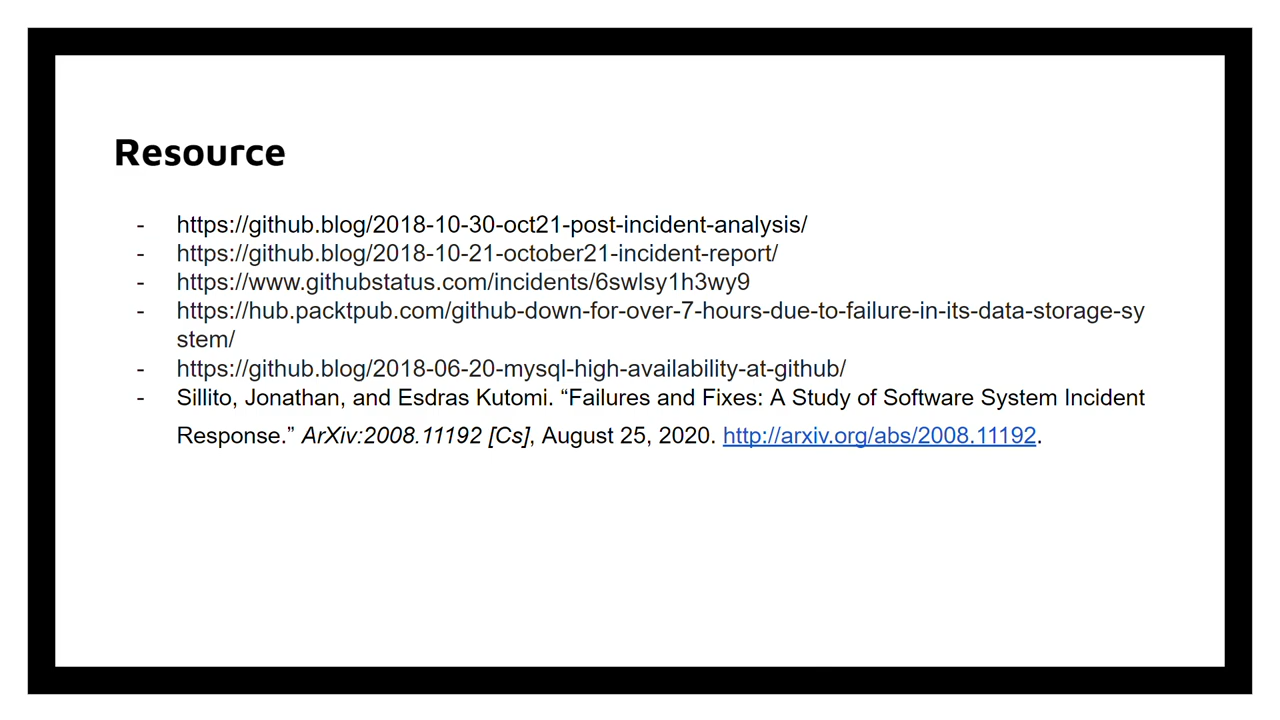 Resource
- https://github.blog/2018-10-30-oct21-post-incident-analysis/
- https://github.blog/2018-10-21-october21-incident-report/
- https://www.githubstatus.com/incidents/6swlsy1h3wy9
- https://hub.packtpub.com/github-down-for-over-7-hours-due-to-failure-in-its-data-storage-sy
stem/
- https://github.blog/2018-06-20-mysql-high-availability-at-github/
- Sillito, Jonathan, and Esdras Kutomi. “Failures and Fixes: A Study of Software System Incident
Response.” ArXiv:2008.11192 [Cs], August 25, 2020. http://arxiv.org/abs/2008.11192.